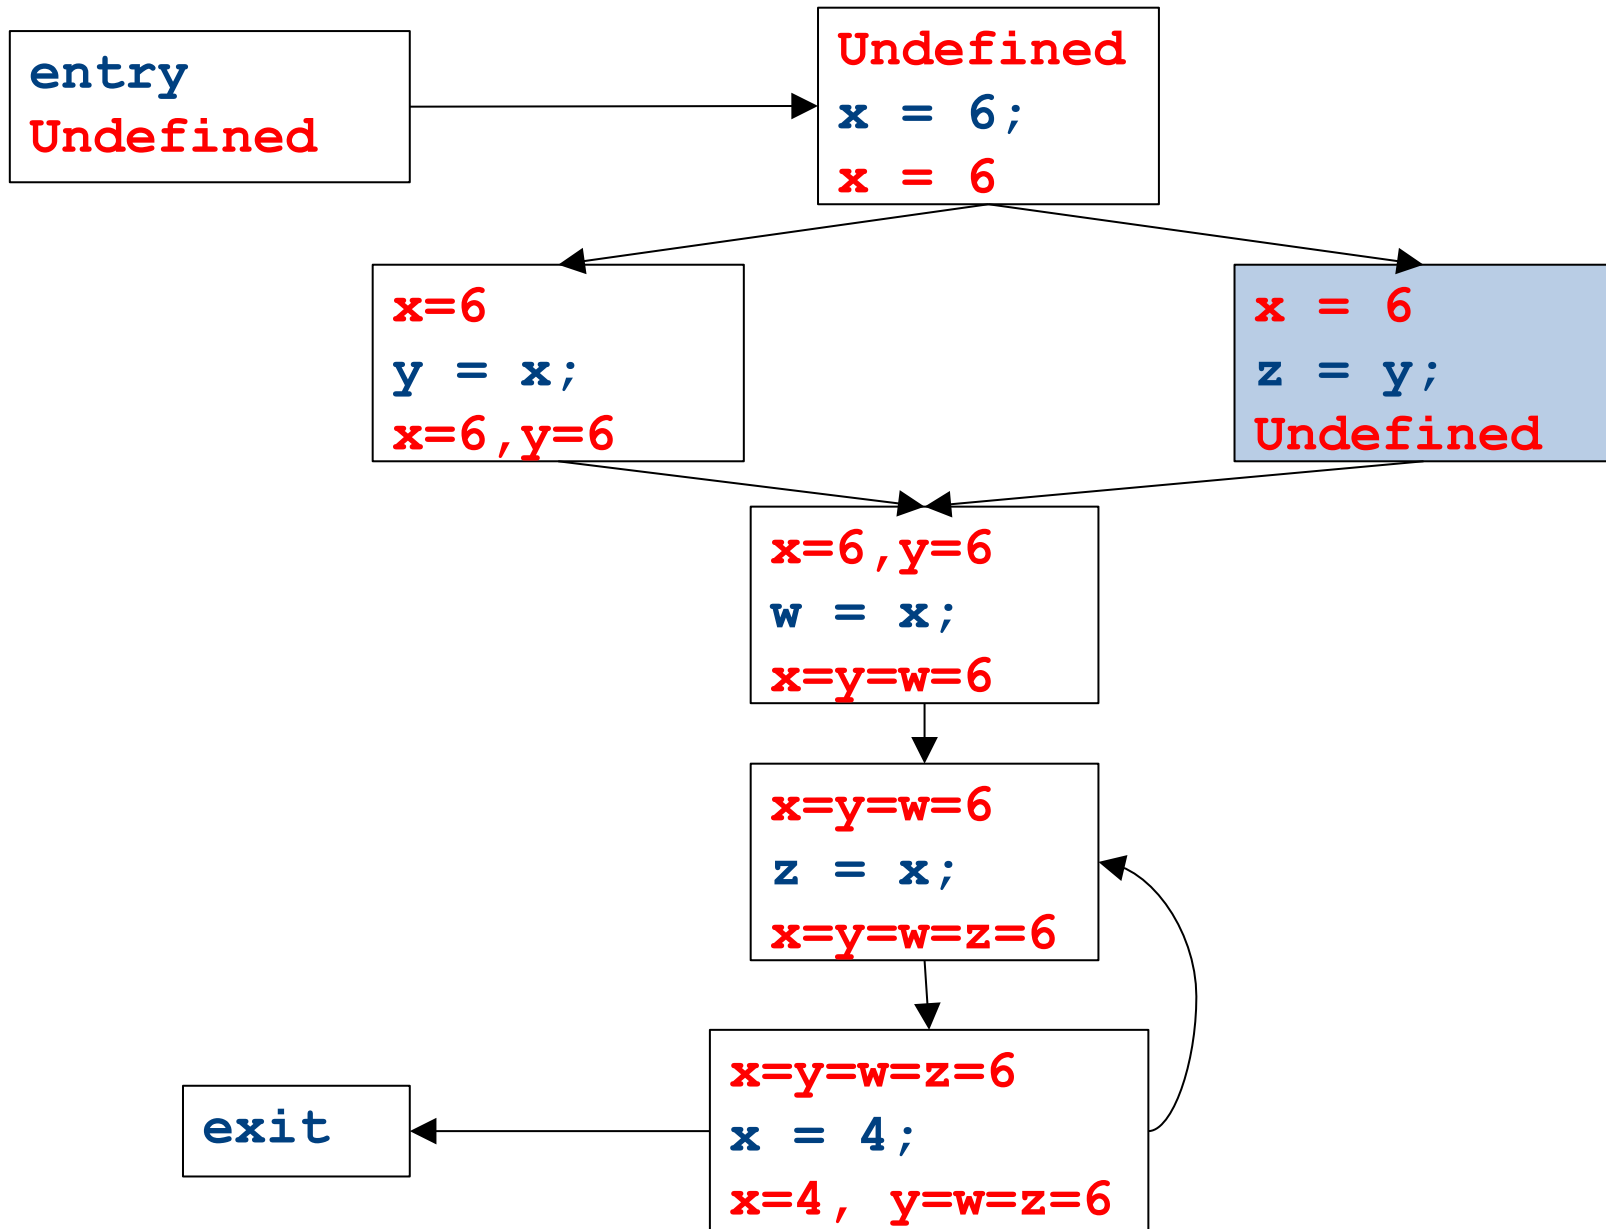 entry
Undefined
Undefined
x = 6;
x = 6
x=6
y = x;
x=6,y=6
x = 6
z = y;
Undefined
x=6,y=6
w = x;
x=y=w=6
x=y=w=6
z = x;
x=y=w=z=6
x=y=w=z=6
x = 4;
x=4, y=w=z=6
exit